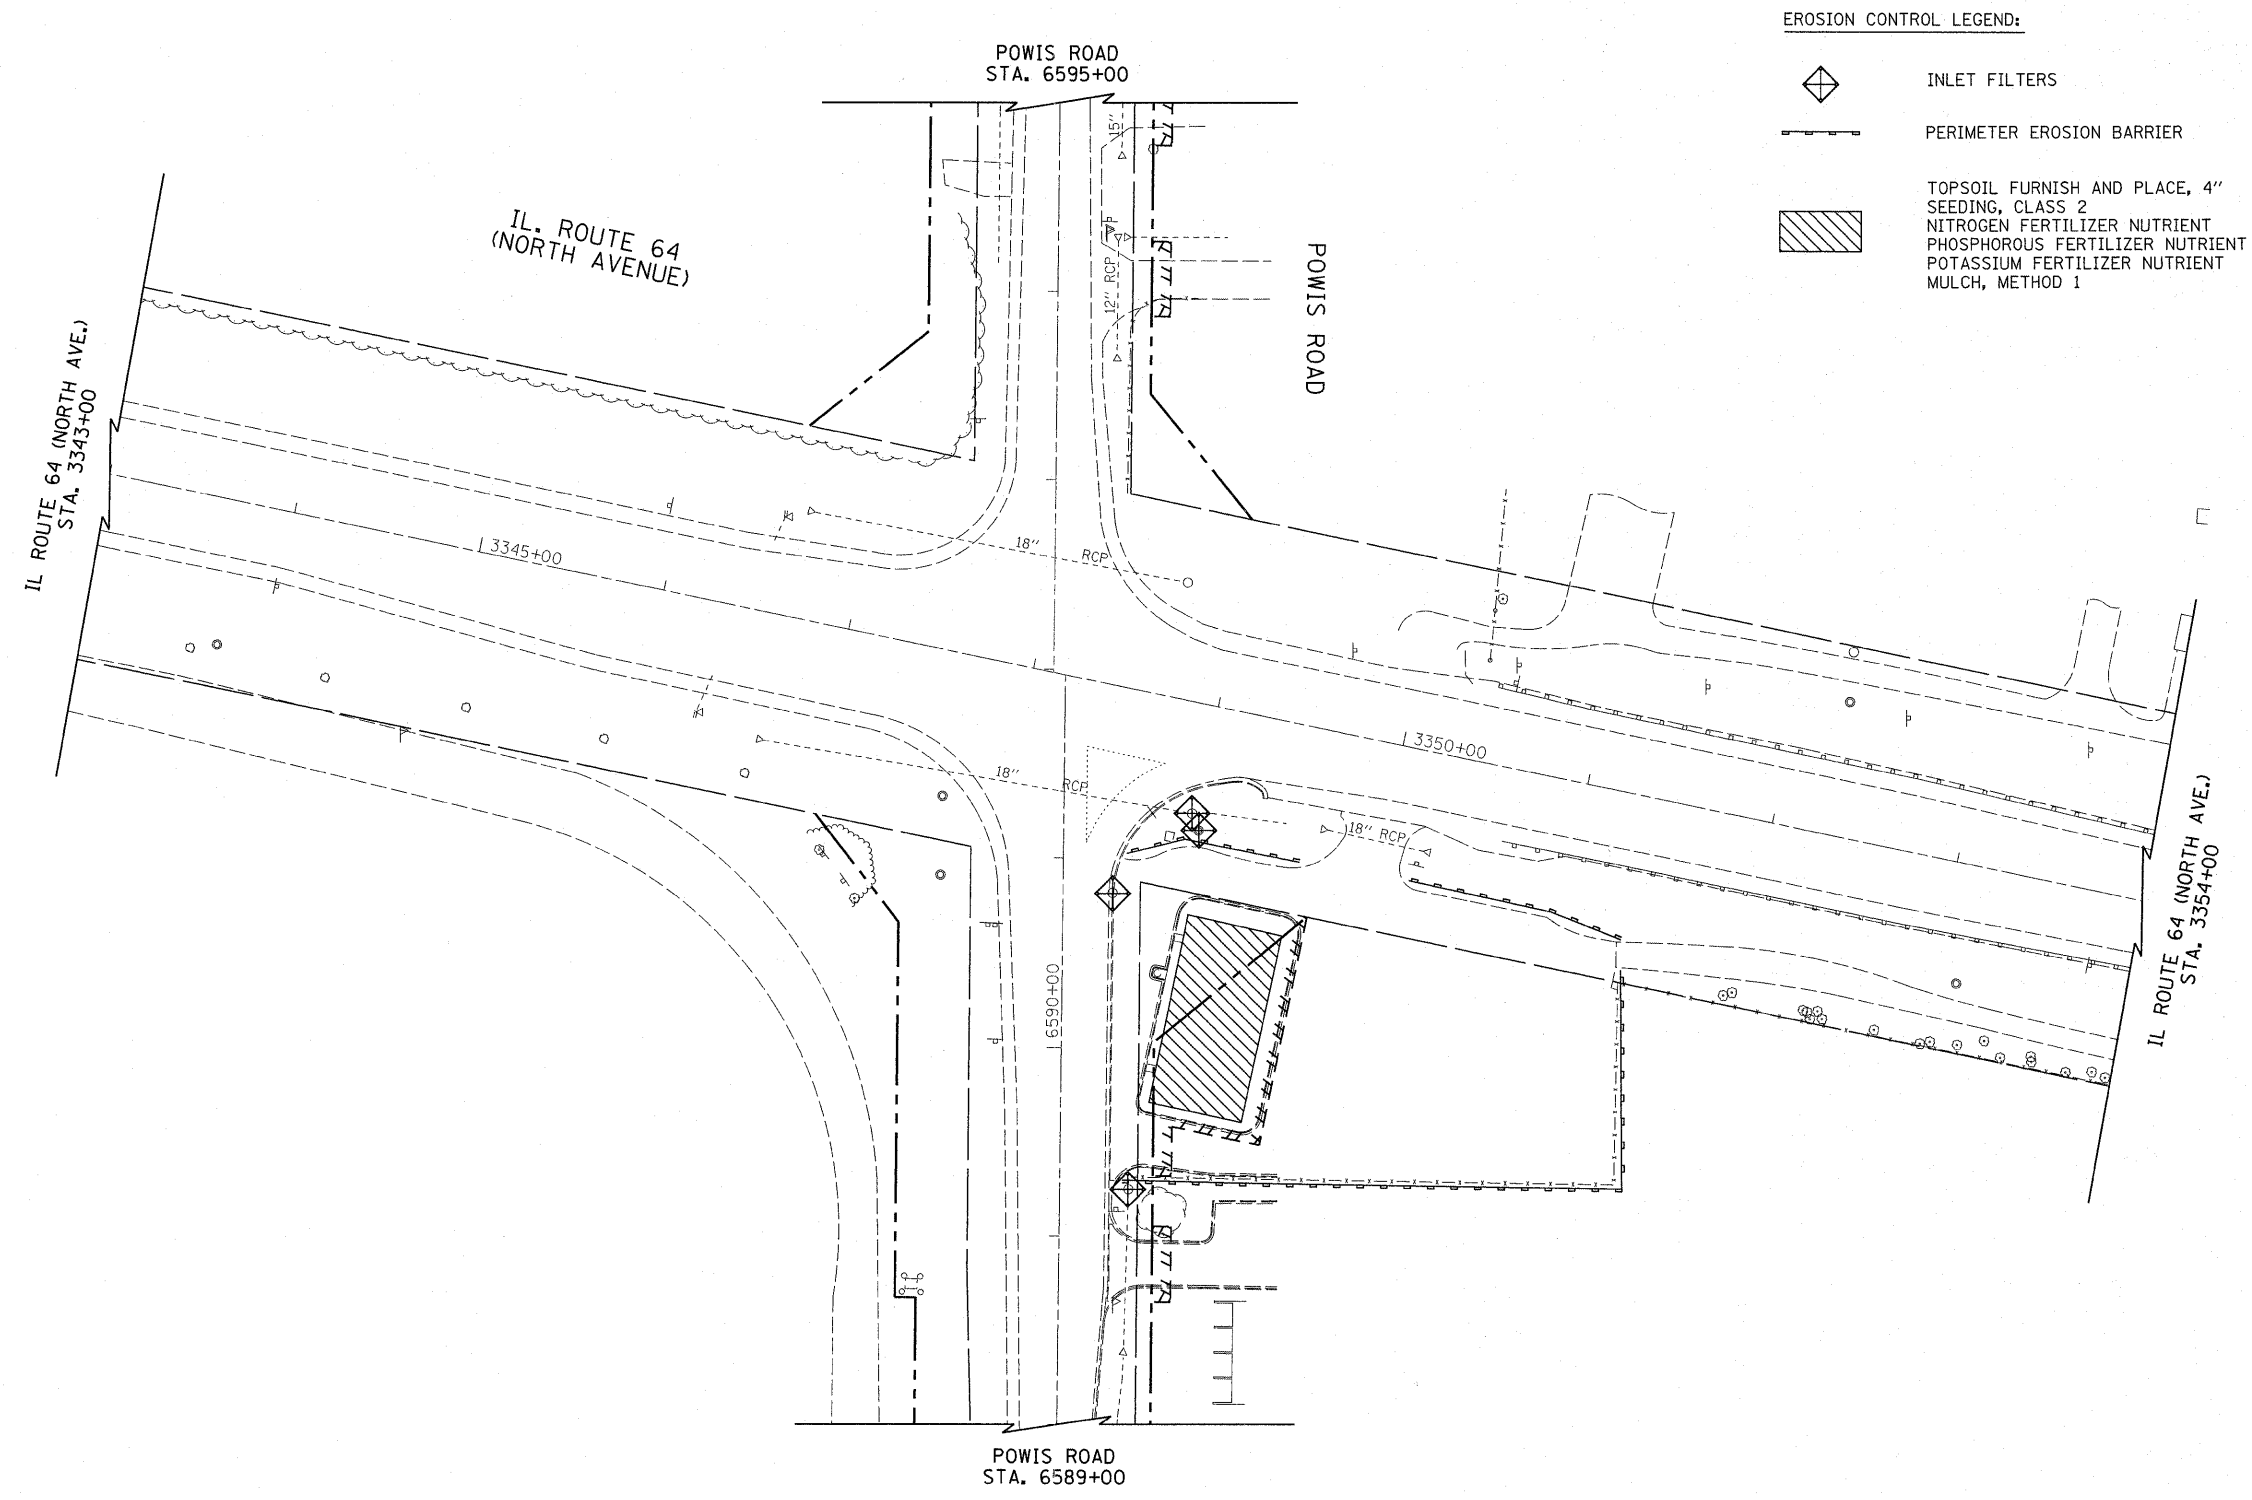 EROSION CONTROL LEGEND:
INLET FILTERS
PERIMETER EROSION BARRIER
TOPSOIL FURNISH AND PLACE, 4"
SEEDING, CLASS 2
NITROGEN FERTILIZER NUTRIENT
PHOSPHOROUS FERTILIZER NUTRIENT
POTASSIUM FERTILIZER NUTRIENT
MULCH, METHOD 1
POWIS ROAD
STA. 6595+00
15"
IL. ROUTE 64
(NORTH AVENUE)
12" RCP
POWIS ROAD
IL ROUTE 64 (NORTH AVE.)
STA. 3343+00
3345+00
18" RCP
3350+00
18" RCP
18" RCP
6590+00
IL ROUTE 64 (NORTH AVE.)
STA. 3354+00
POWIS ROAD
STA. 6589+00